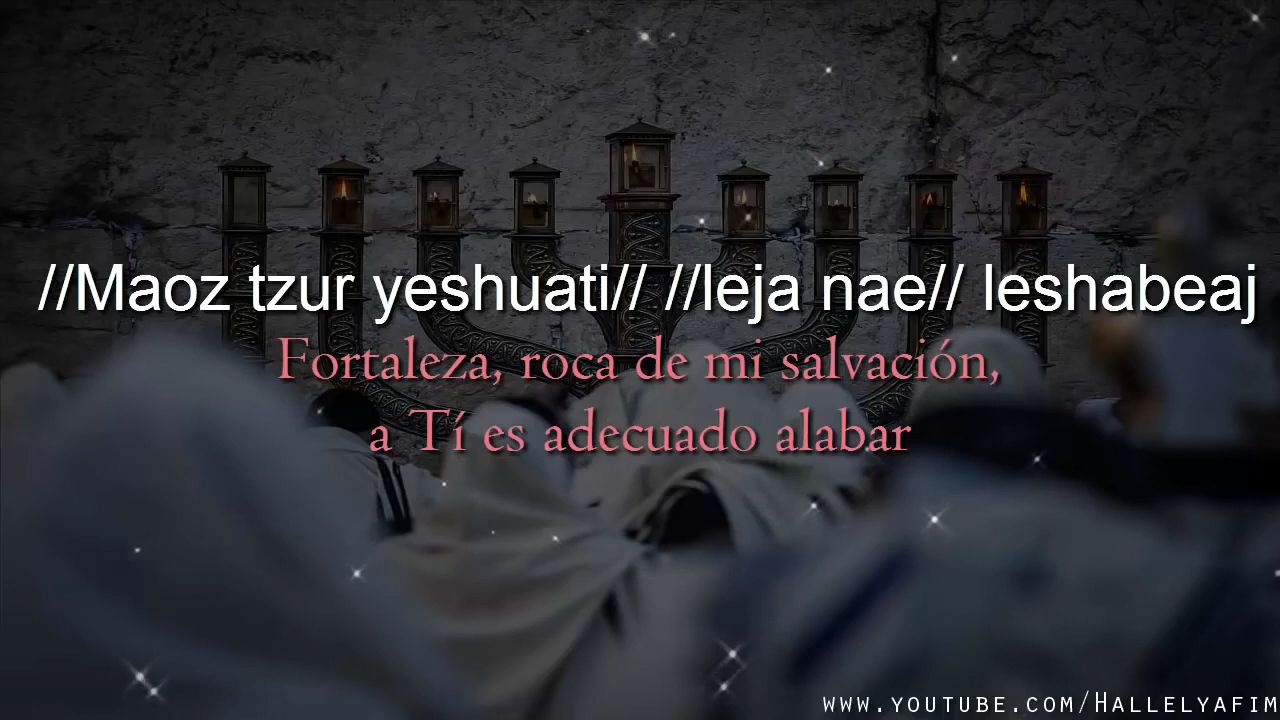 //Maoz tzur yeshuati// //leja nae// leshabeaj
Fortaleza, roca de mi salvación,
a Tí es adecuado alabar
www.youtube.com/Hallelyafim